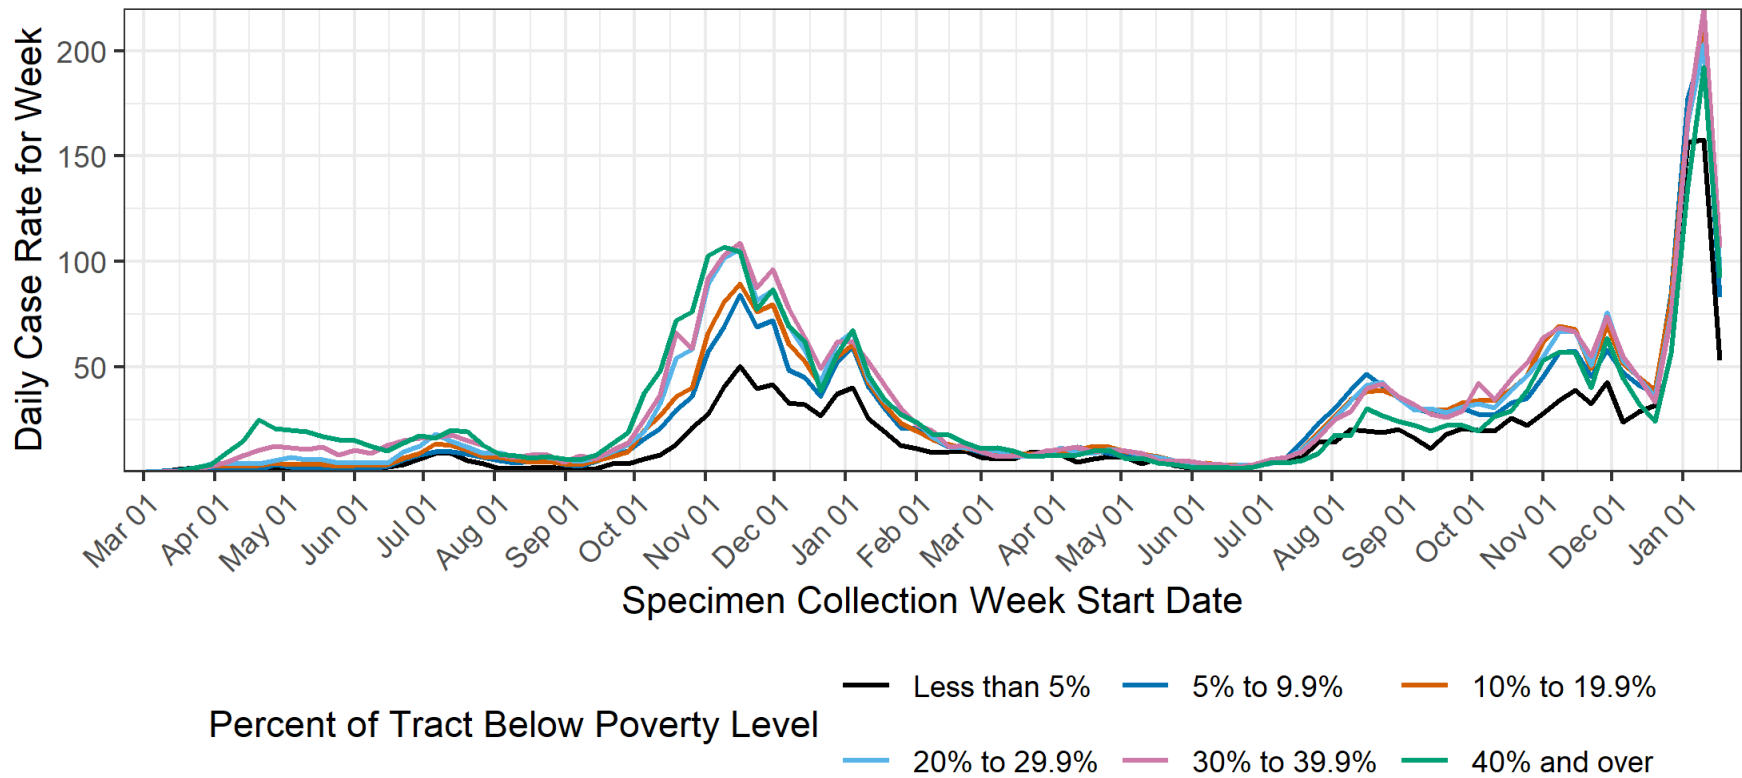 Daily Case Rate for Week
200
150
100
50
Mar 01
Apr 01
May 01
Jun 01
Jul 01
Aug 01
Sep 01
Oct 01
Nov 01
Dec 01
Jan 01
Feb 01
Mar 01
Apr 01
May 01
Jun 01
Jul 01
Aug 01
Sep 01
Oct 01
Nov 01
Dec 01
Jan 01
Specimen Collection Week Start Date
Percent of Tract Below Poverty Level
Less than 5%
5% to 9.9%
10% to 19.9%
20% to 29.9%
30% to 39.9%
40% and over